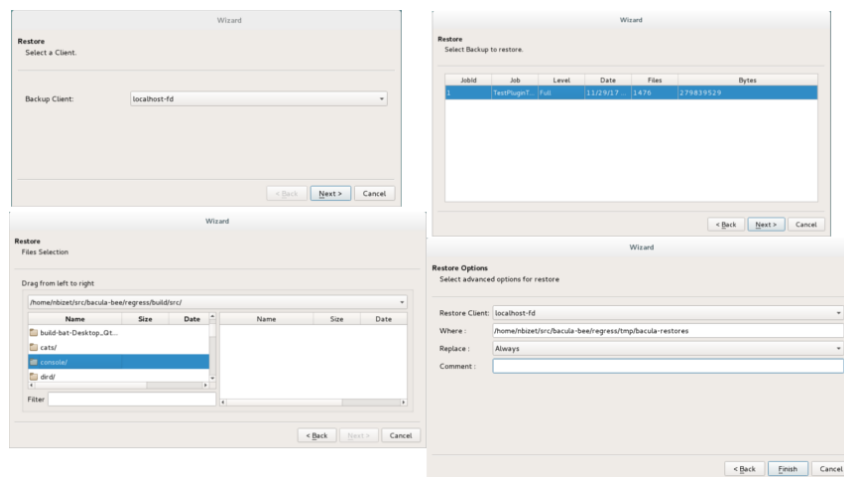 Wizard
Restore
Select a Client.
Backup Client:
localhost-fd
< Back
Next >
Cancel
Wizard
Restore
Select Backup to restore.
JobId Job Level Date Files Bytes
1 TestPluginT... Full 11/29/17 ... 1476 279839529
< Back
Next >
Cancel
Wizard
Restore
Files Selection
Drag from left to right
/home/nbizet/src/bacula-bee/regress/build/src/
Name Size Date
Name Size Date
build-bat-Desktop_Qt...
cats/
console/
dird/
Filter
< Back
Next >
Cancel
Wizard
Restore Options
Select advanced options for restore
Restore Client: localhost-fd
Where : /home/nbizet/src/bacula-bee/regress/tmp/bacula-restores
Replace : Always
Comment :
< Back
Finish
Cancel